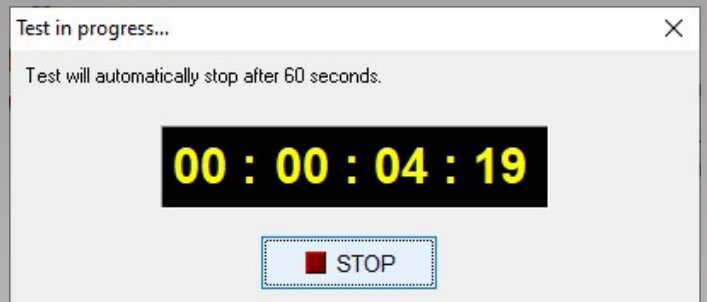 Test in progress...
Test will automatically stop after 60 seconds.
00 : 00 : 04 : 19
STOP